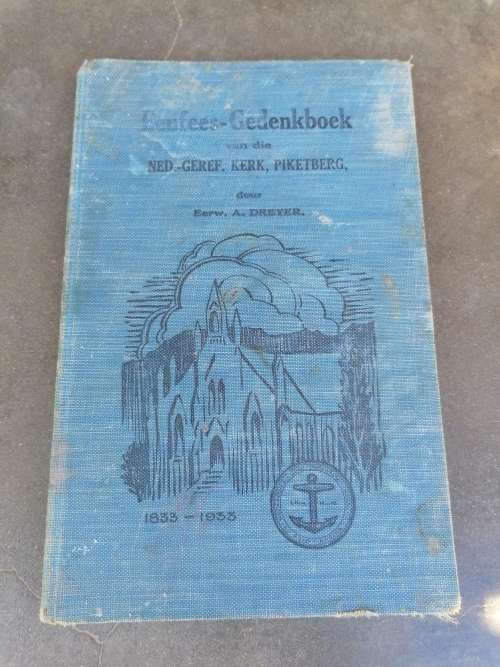 Eeufees-Gedenkboek
van die
NED.-GEREF. KERK, PIKETBERG,
deur
Eerw. A. DREYER.
1833 – 1933